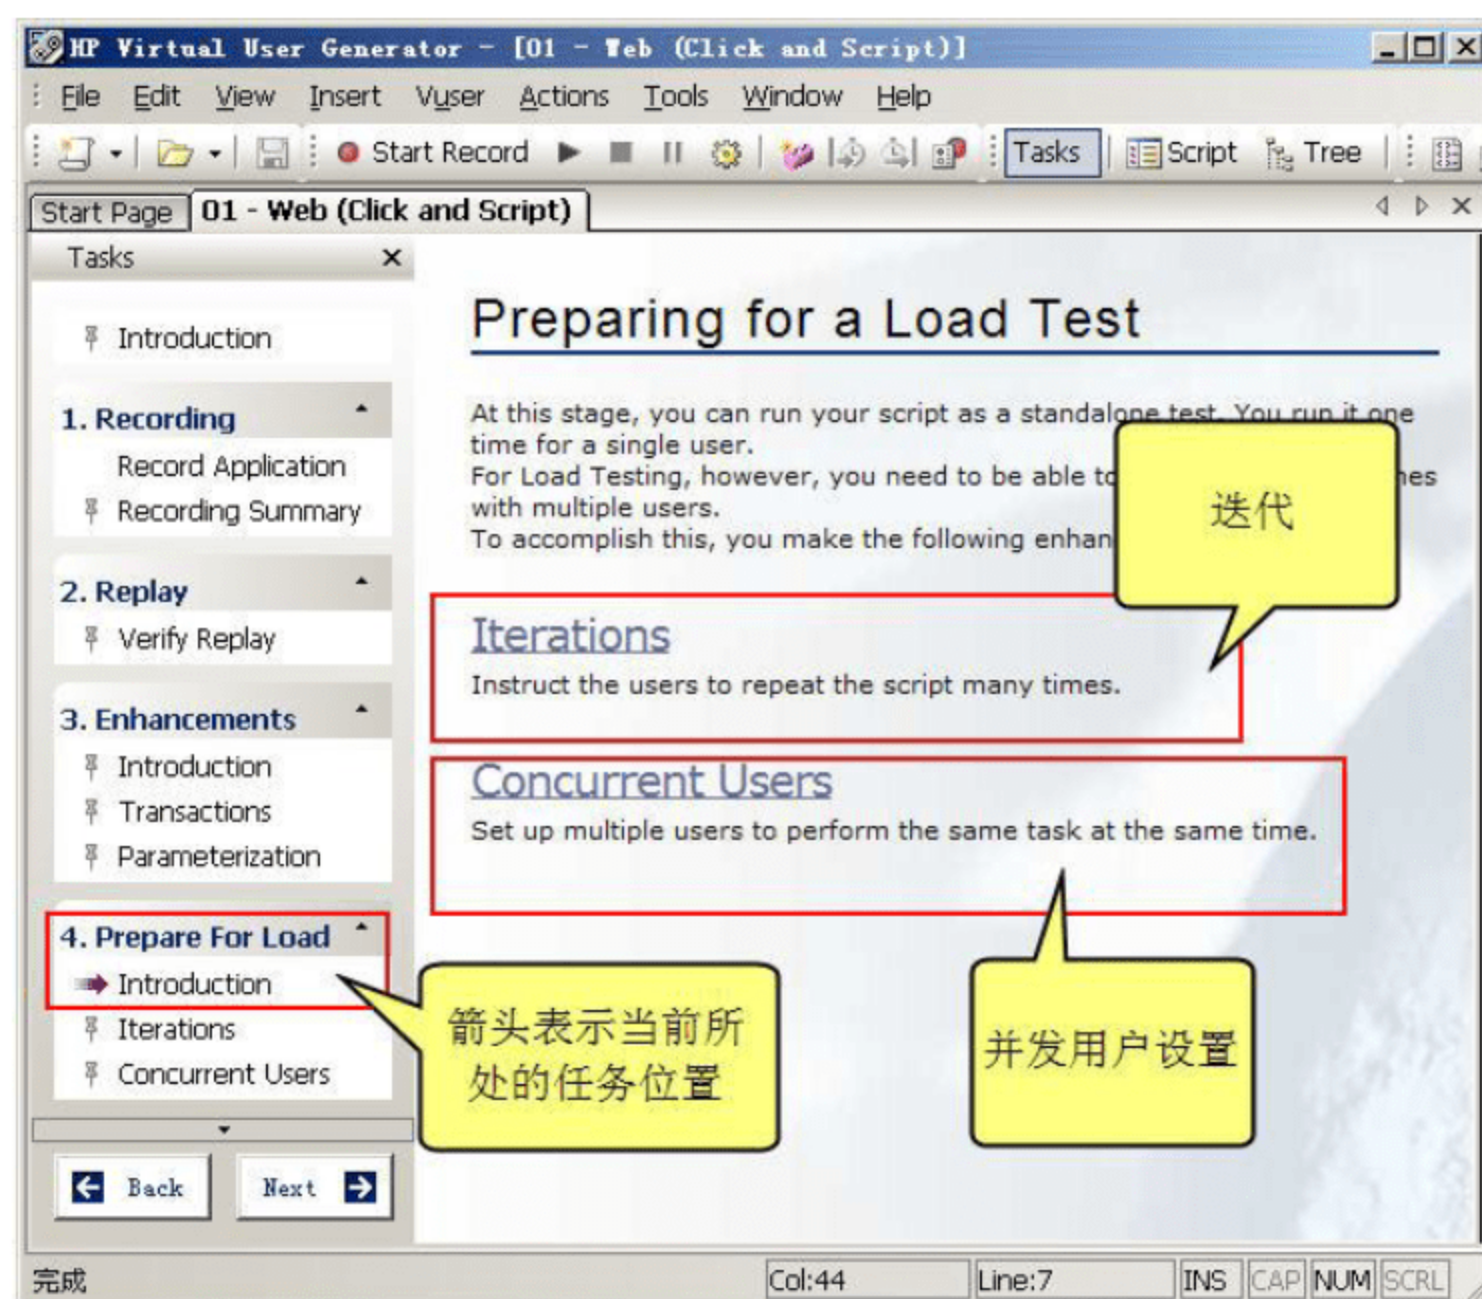 HP Virtual User Generator - [01 - Web (Click and Script)]
File Edit View Insert Vuser Actions Tools Window Help
Start Record Tasks Script Tree
Start Page 01 - Web (Click and Script)
Tasks
Introduction
1. Recording
Record Application
Recording Summary
2. Replay
Verify Replay
3. Enhancements
Introduction
Transactions
Parameterization
4. Prepare For Load
Introduction
Iterations
Concurrent Users
Back Next
Preparing for a Load Test
At this stage, you can run your script as a standalone test. You run it one
time for a single user.
For Load Testing, however, you need to be able to
with multiple users.
To accomplish this, you make the following
迭代
Iterations
Instruct the users to repeat the script many times.
Concurrent Users
Set up multiple users to perform the same task at the same time.
箭头表示当前所
处的任务位置
并发用户设置
完成 Col:44 Line:7 INS CAP NUM SCRL